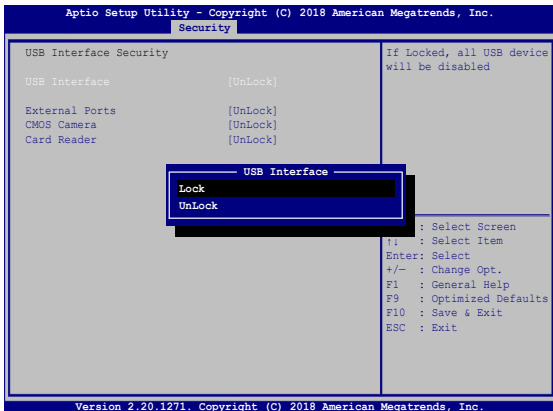 Aptio Setup Utility - Copyright (C) 2018 American Megatrends, Inc.
Security
USB Interface Security
USB Interface [UnLock]
External Ports [UnLock]
CMOS Camera [UnLock]
Card Reader [UnLock]
If Locked, all USB device
will be disabled
USB Interface
Lock
UnLock
: Select Screen
↑↓ : Select Item
Enter: Select
+/— : Change Opt.
F1 : General Help
F9 : Optimized Defaults
F10 : Save & Exit
ESC : Exit
Version 2.20.1271. Copyright (C) 2018 American Megatrends, Inc.